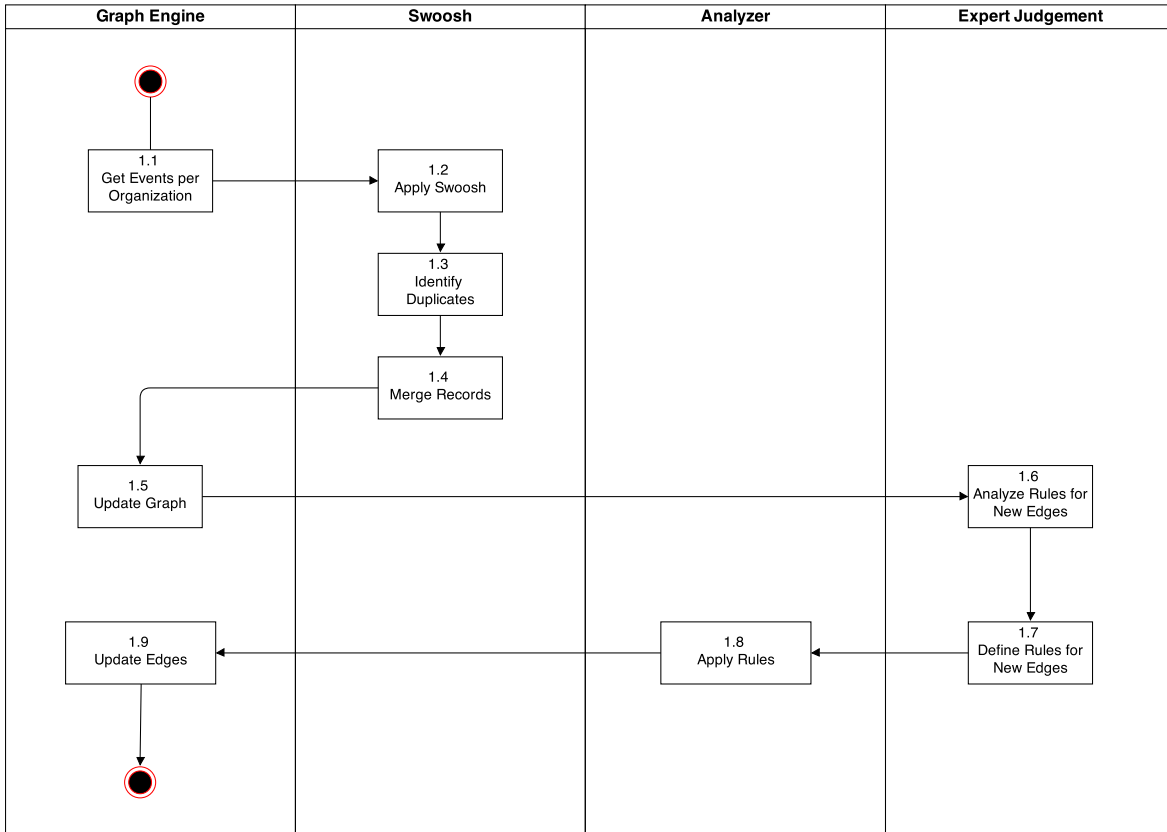 Graph Engine
Swoosh
Analyzer
Expert Judgement
1.1
Get Events per
Organization
1.2
Apply Swoosh
1.3
Identify
Duplicates
1.4
Merge Records
1.5
Update Graph
1.6
Analyze Rules for
New Edges
1.7
Define Rules for
New Edges
1.8
Apply Rules
1.9
Update Edges